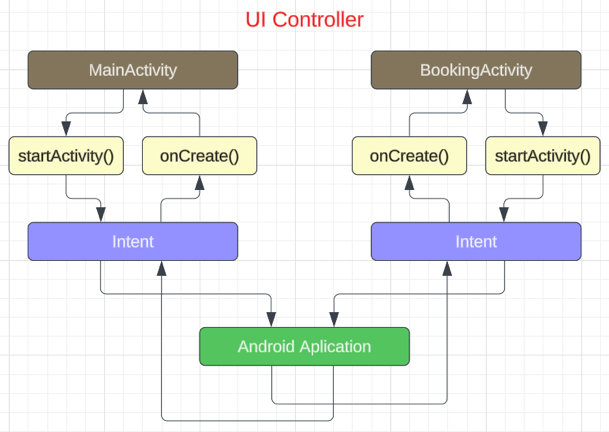 UI Controller
MainActivity
BookingActivity
startActivity()
onCreate()
onCreate()
startActivity()
Intent
Intent
Android Aplication